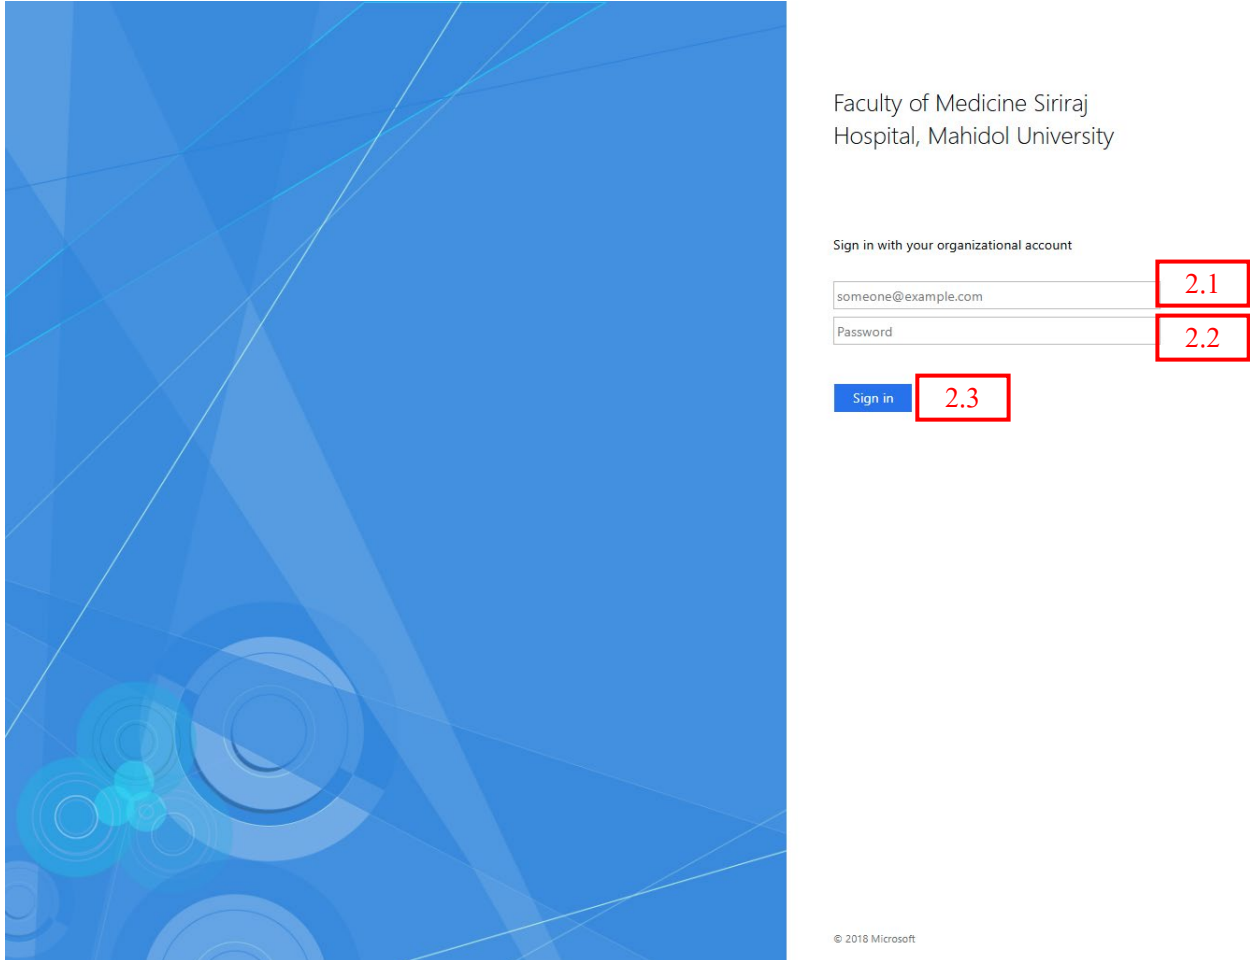 Faculty of Medicine Siriraj
Hospital, Mahidol University
Sign in with your organizational account
someone@example.com
2.1
Password
2.2
Sign in
2.3
© 2018 Microsoft